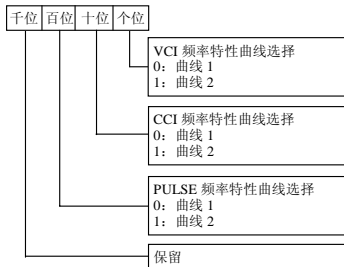 千位 百位 十位 个位
VCI 频率特性曲线选择
0：曲线 1
1：曲线 2
CCI 频率特性曲线选择
0：曲线 1
1：曲线 2
PULSE 频率特性曲线选择
0：曲线 1
1：曲线 2
保留